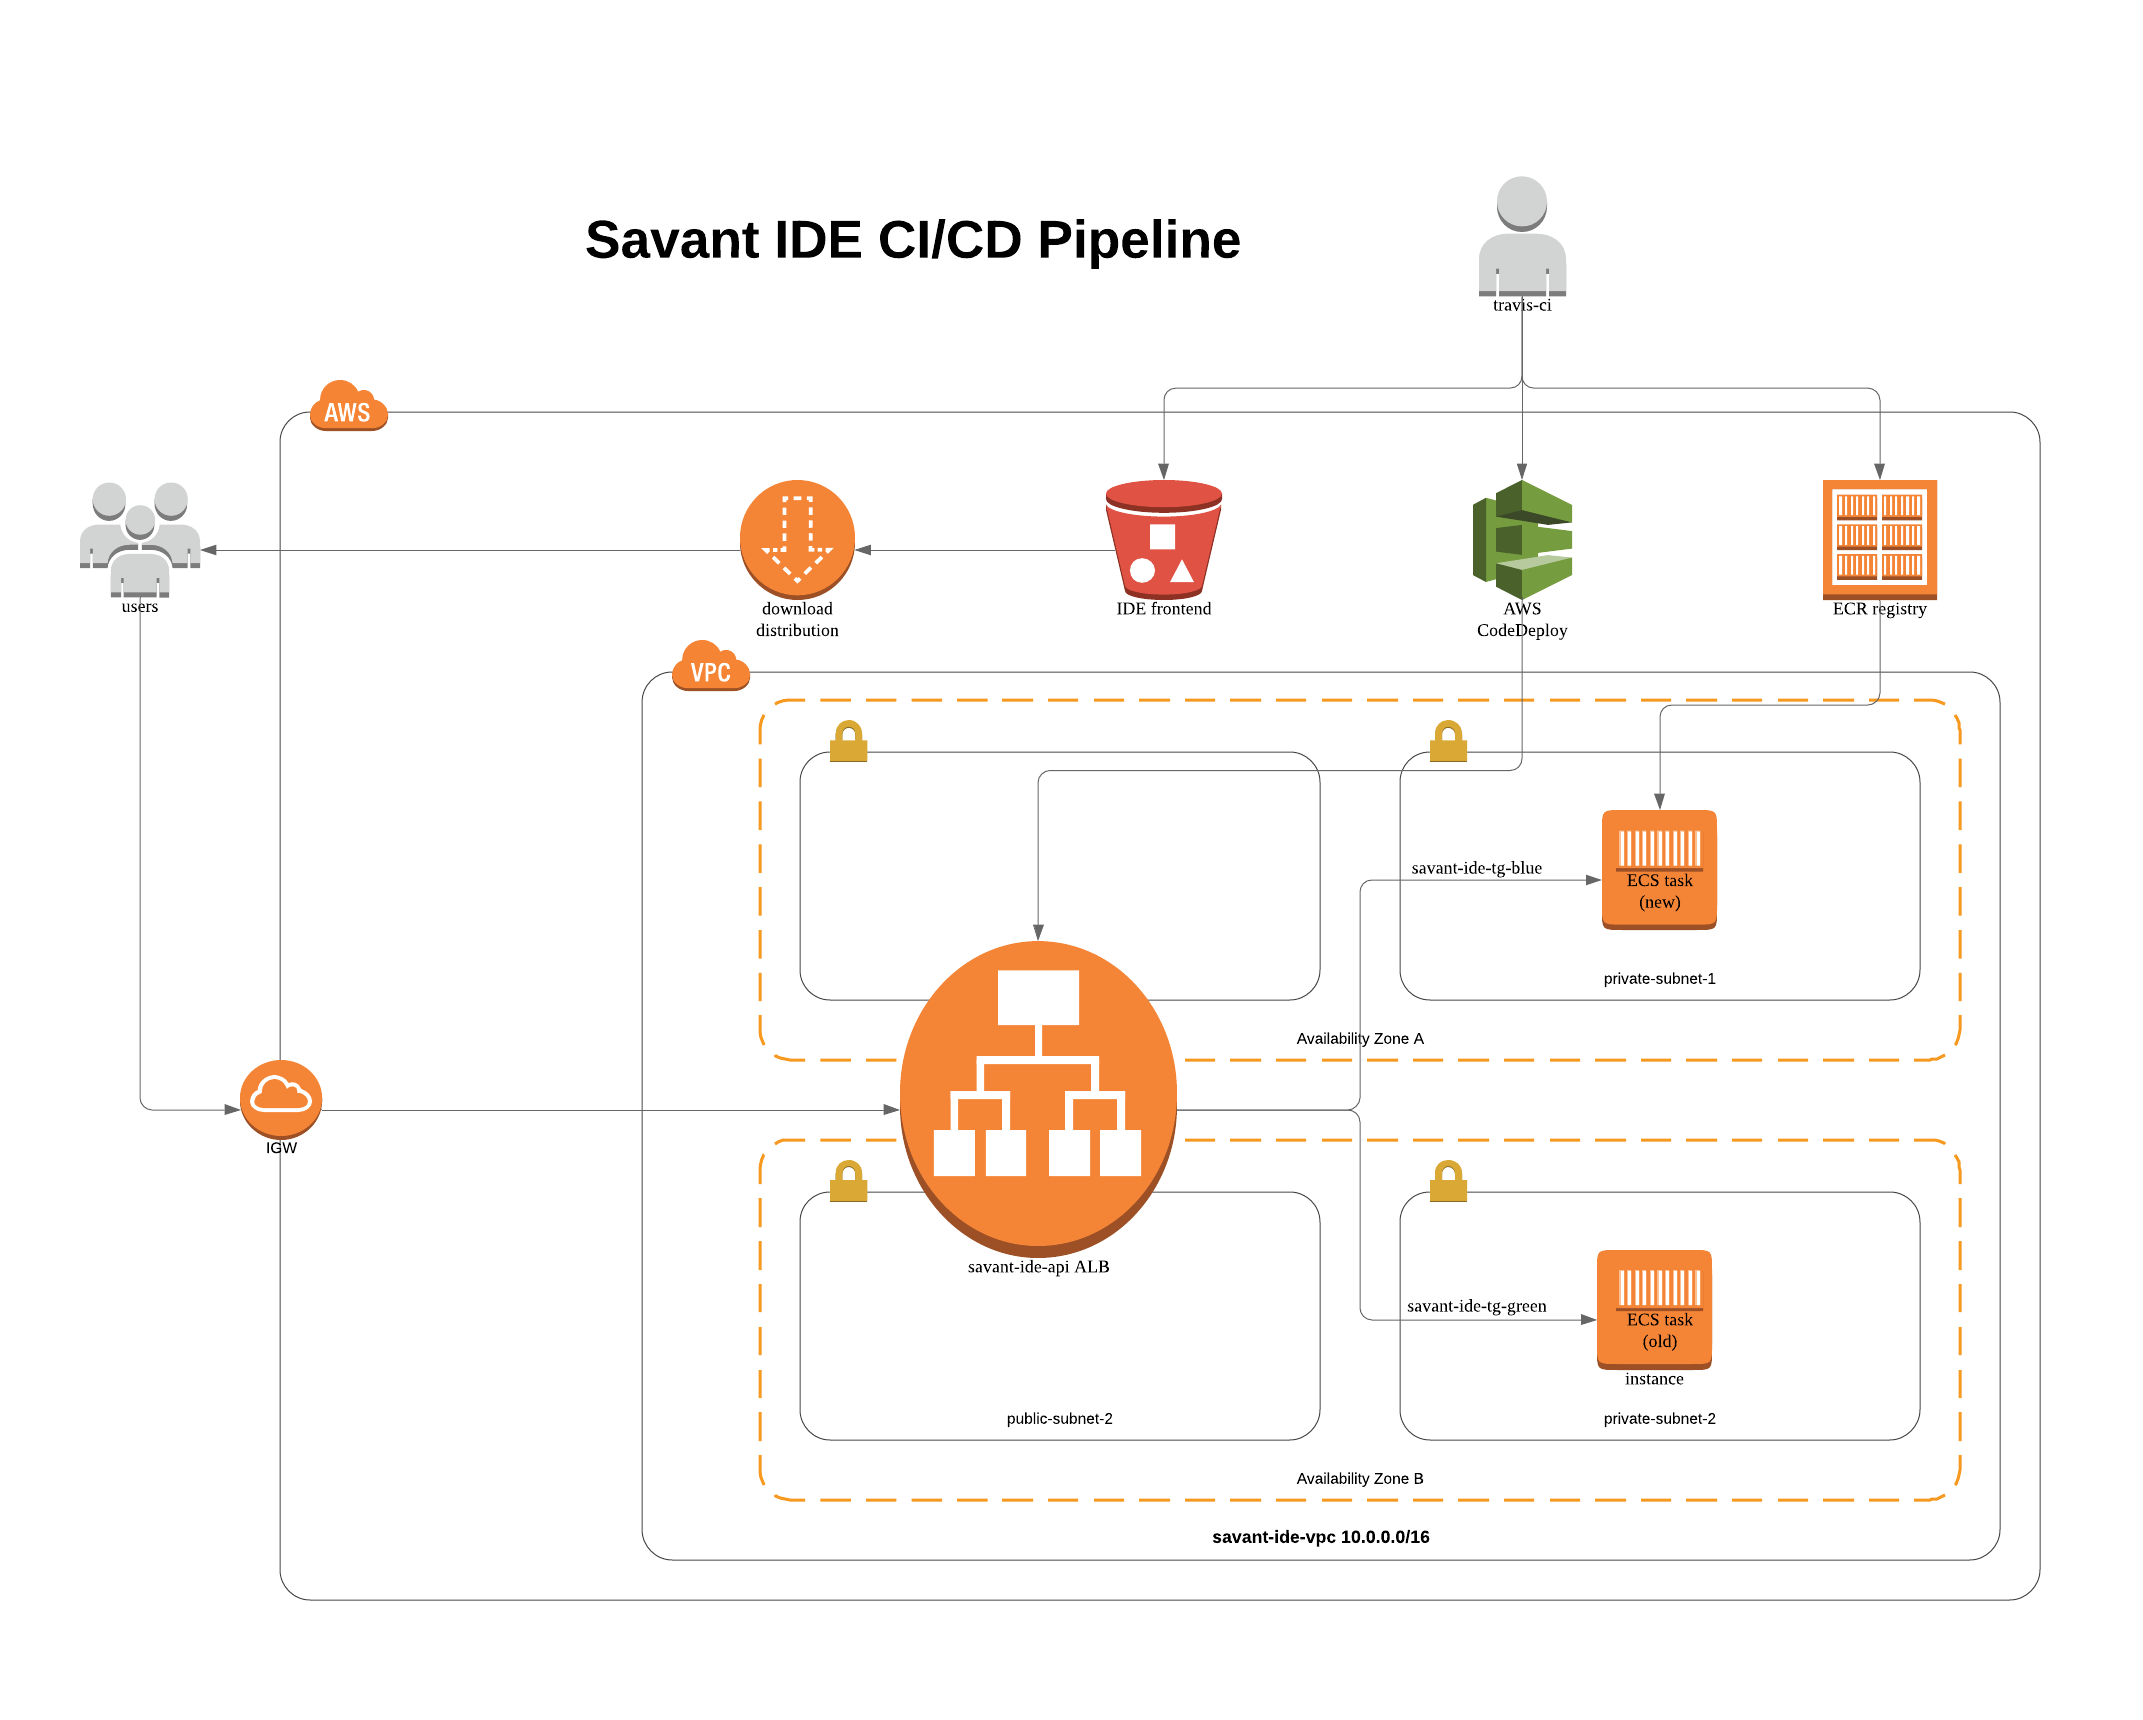 Savant IDE CI/CD Pipeline
travis-ci
AWS
users
download
distribution
IDE frontend
AWS
CodeDeploy
ECR registry
VPC
savant-ide-tg-blue
ECS task
(new)
private-subnet-1
Availability Zone A
IGW
savant-ide-api ALB
savant-ide-tg-green
ECS task
(old)
instance
public-subnet-2
private-subnet-2
Availability Zone B
savant-ide-vpc 10.0.0.0/16